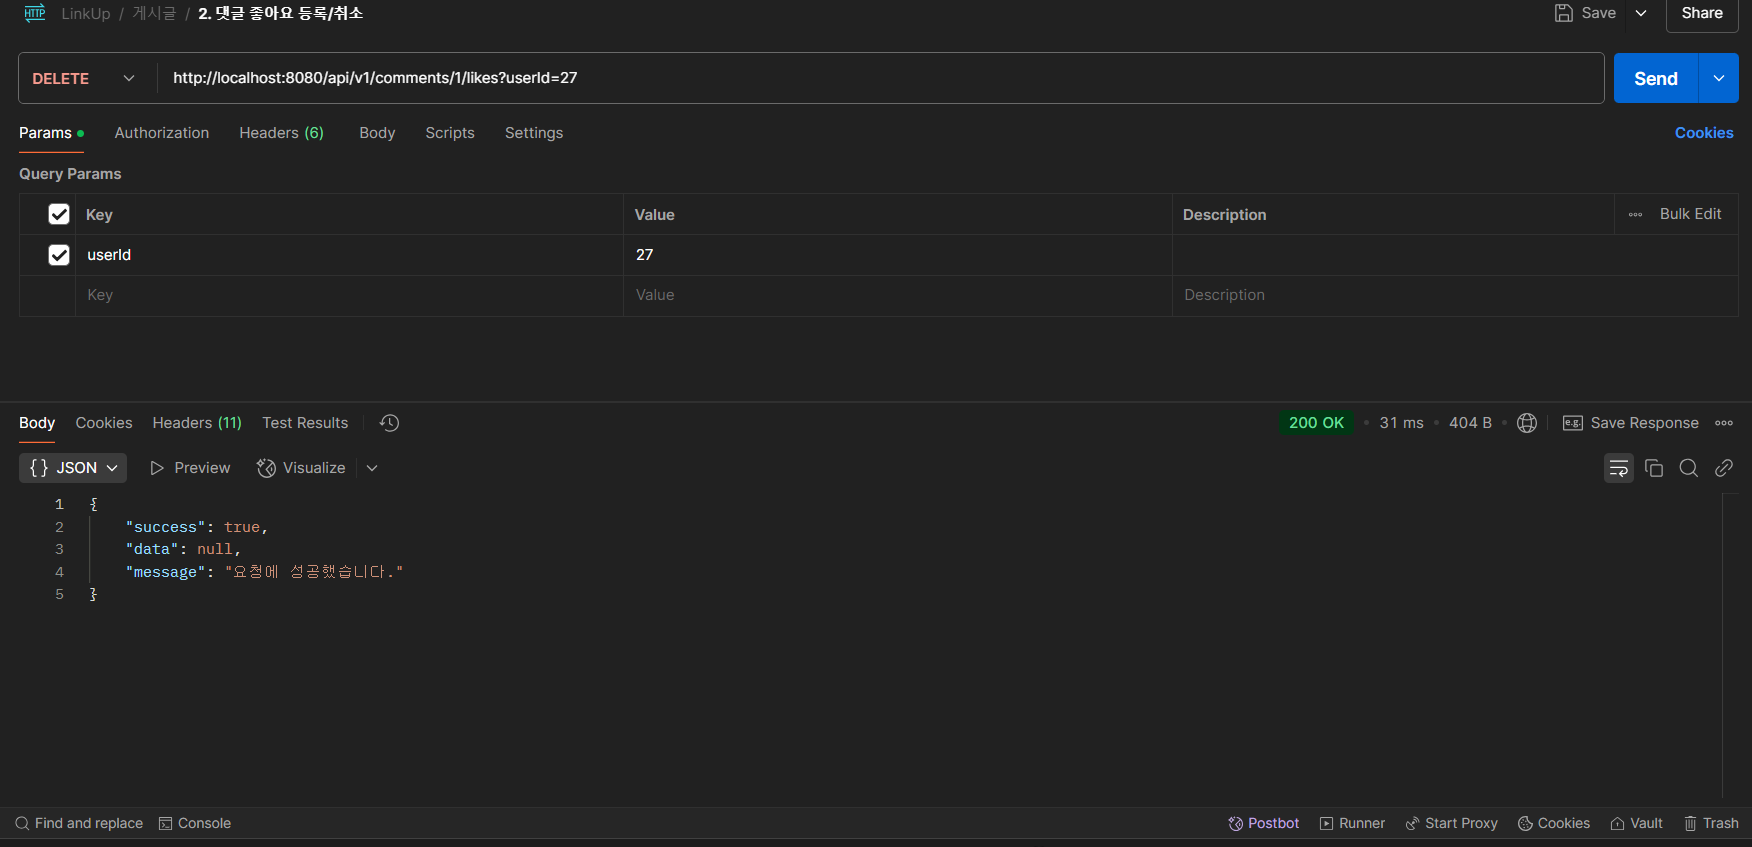 HTTP LinkUp / 게시글 / 2. 댓글 좋아요 등록/취소 Save Share
DELETE http://localhost:8080/api/v1/comments/1/likes?userId=27 Send
Params Authorization Headers (6) Body Scripts Settings Cookies
Query Params
Key Value Description Bulk Edit
userId 27
Key Value Description
Body Cookies Headers (11) Test Results 200 OK 31 ms 404 B e.g. Save Response
{} JSON Preview Visualize
1 {
2 "success": true,
3 "data": null,
4 "message": "요청에 성공했습니다."
5 }
Find and replace Console Postbot Runner Start Proxy Cookies Vault Trash